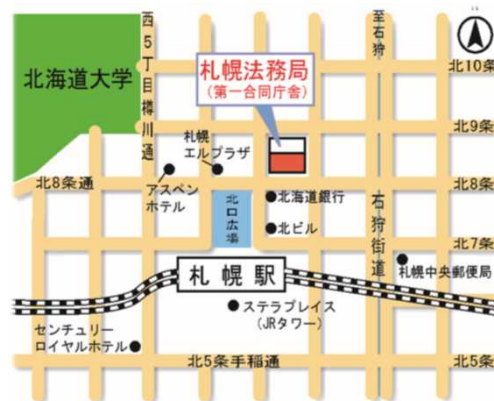 西5丁目樽川通
至石狩
北海道大学
札幌法務局
(第一合同庁舎)
北10条
北9条
札幌
エルプラザ
北8条通
アスペン
ホテル
北口広場
北海道銀行
北8条
北ビル
石狩街道
北7条
札幌駅
札幌中央郵便局
ステラプレイス
(JRタワー)
センチュリー
ロイヤルホテル
北5条手稲通
北5条